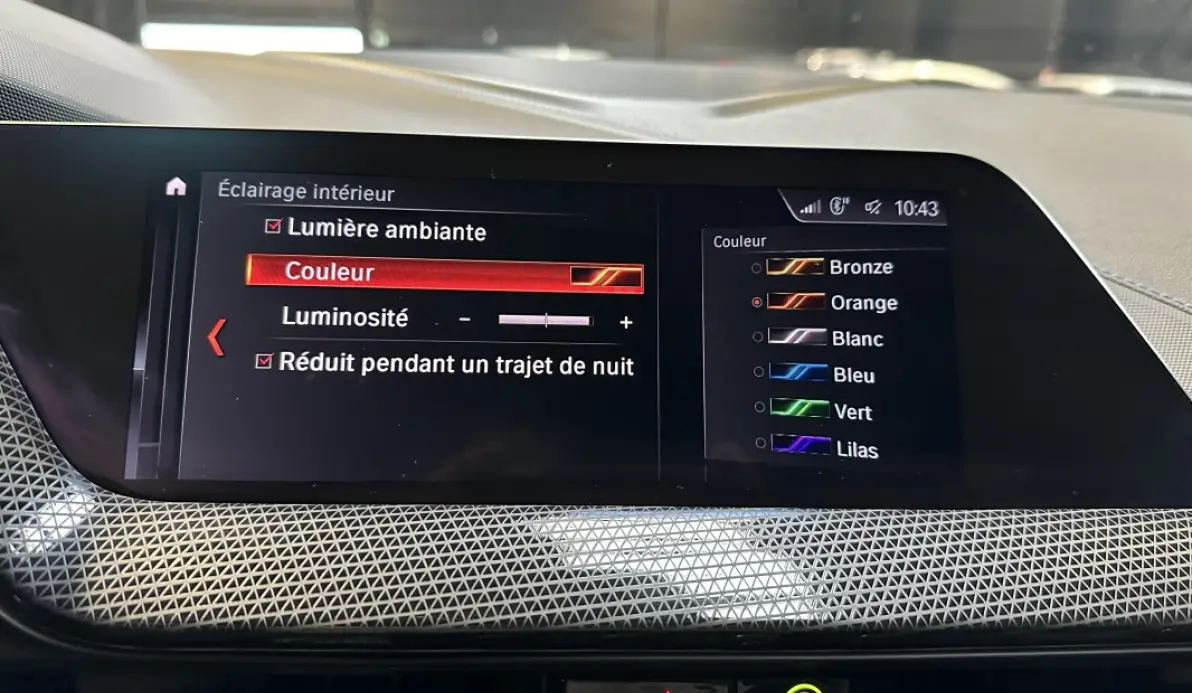 Éclairage intérieur
10:43
Lumière ambiante
Couleur
Luminosité - +
Réduit pendant un trajet de nuit
Couleur
Bronze
Orange
Blanc
Bleu
Vert
Lilas